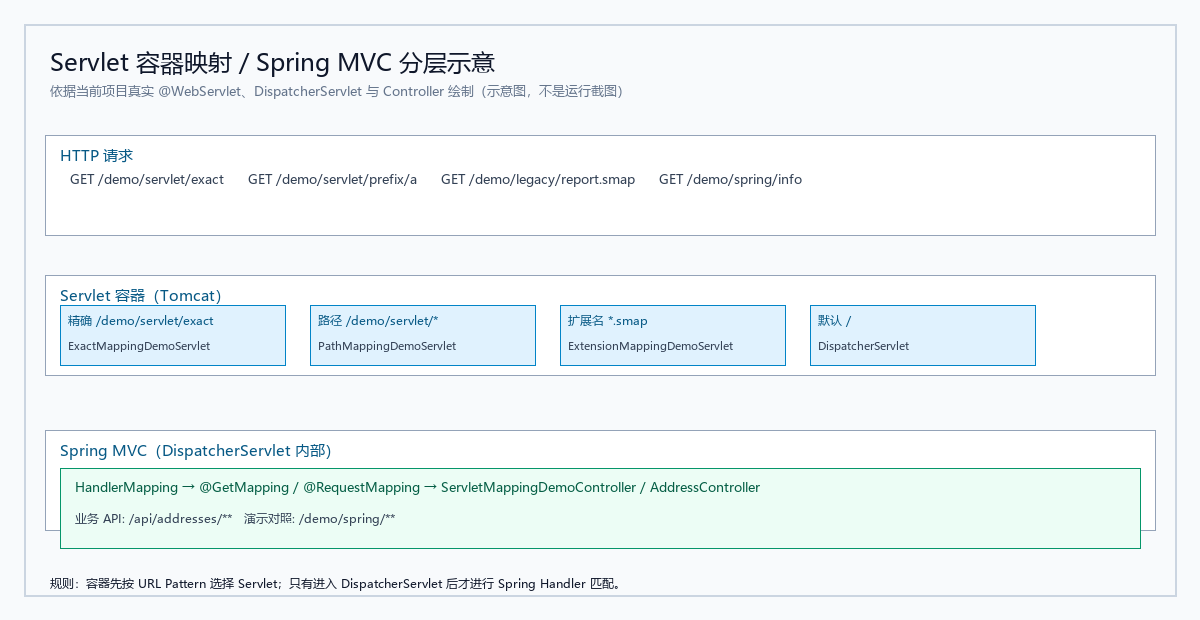 Servlet 容器映射 / Spring MVC 分层示意
依据当前项目真实 @WebServlet、DispatcherServlet 与 Controller 绘制（示意图，不是运行截图）
HTTP 请求
GET /demo/servlet/exact GET /demo/servlet/prefix/a GET /demo/legacy/report.smap GET /demo/spring/info
Servlet 容器（Tomcat）
精确 /demo/servlet/exact
ExactMappingDemoServlet
路径 /demo/servlet/*
PathMappingDemoServlet
扩展名 *.smap
ExtensionMappingDemoServlet
默认 /
DispatcherServlet
Spring MVC（DispatcherServlet 内部）
HandlerMapping → @GetMapping / @RequestMapping → ServletMappingDemoController / AddressController
业务 API: /api/addresses/** 演示对照: /demo/spring/**
规则：容器先按 URL Pattern 选择 Servlet；只有进入 DispatcherServlet 后才进行 Spring Handler 匹配。